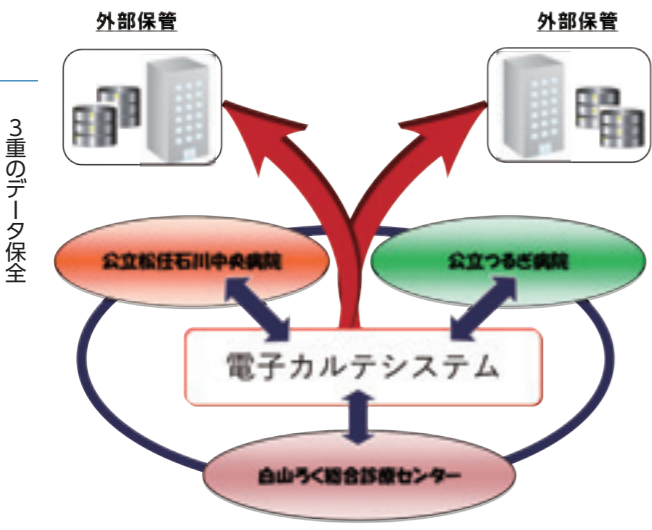 外部保管
外部保管
3重のデータ保全
公立松任石川中央病院
公立つるぎ病院
電子カルテシステム
白山ろく総合診療センター